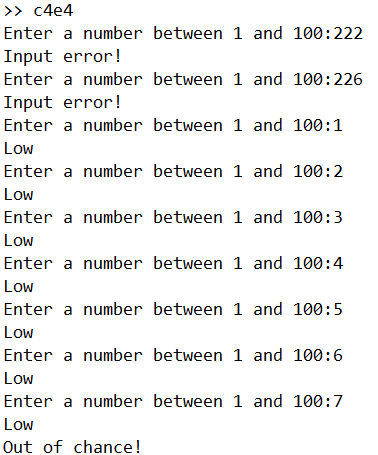 >> c4e4
Enter a number between 1 and 100:222
Input error!
Enter a number between 1 and 100:226
Input error!
Enter a number between 1 and 100:1
Low
Enter a number between 1 and 100:2
Low
Enter a number between 1 and 100:3
Low
Enter a number between 1 and 100:4
Low
Enter a number between 1 and 100:5
Low
Enter a number between 1 and 100:6
Low
Enter a number between 1 and 100:7
Low
Out of chance!